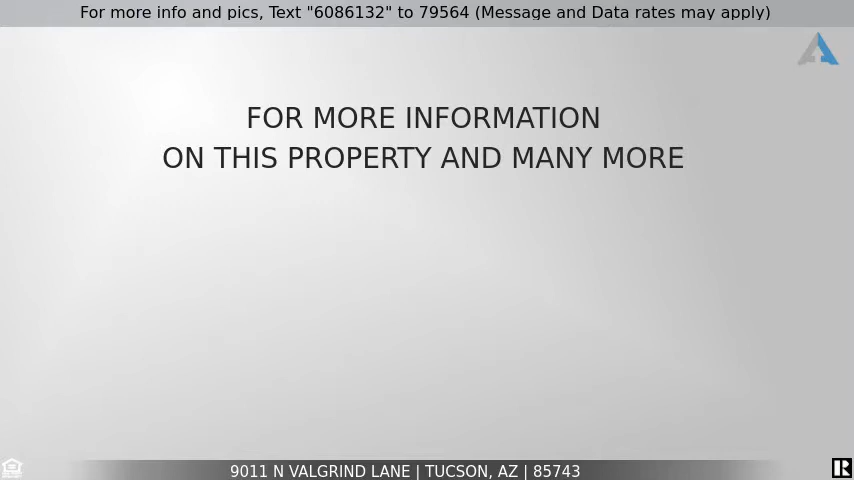 For more info and pics, Text "6086132" to 79564 (Message and Data rates may apply)
FOR MORE INFORMATION
ON THIS PROPERTY AND MANY MORE
9011 N VALGRIND LANE | TUCSON, AZ | 85743